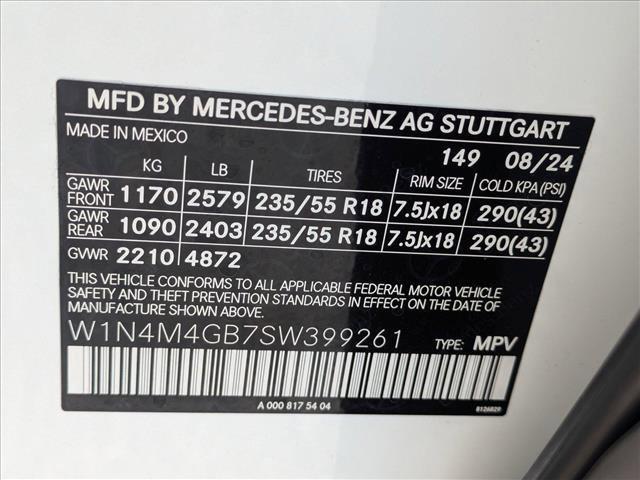 MFD BY MERCEDES-BENZ AG STUTTGART
MADE IN MEXICO 149 08/24
KG LB TIRES RIM SIZE COLD KPA(PSI)
GAWR FRONT 1170 2579 235/55 R18 7.5Jx18 290(43)
GAWR REAR 1090 2403 235/55 R18 7.5Jx18 290(43)
GVWR 2210 4872
THIS VEHICLE CONFORMS TO ALL APPLICABLE FEDERAL MOTOR VEHICLE
SAFETY STANDARDS IN EFFECT ON THE DATE OF
MANUFACTURE SHOWN ABOVE.
W1N4M4GB7SW399261 TYPE: MPV
A 000 817 54 04